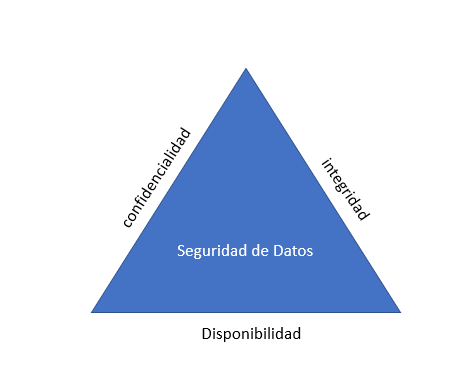 confidencialidad
integridad
Seguridad de Datos
Disponibilidad